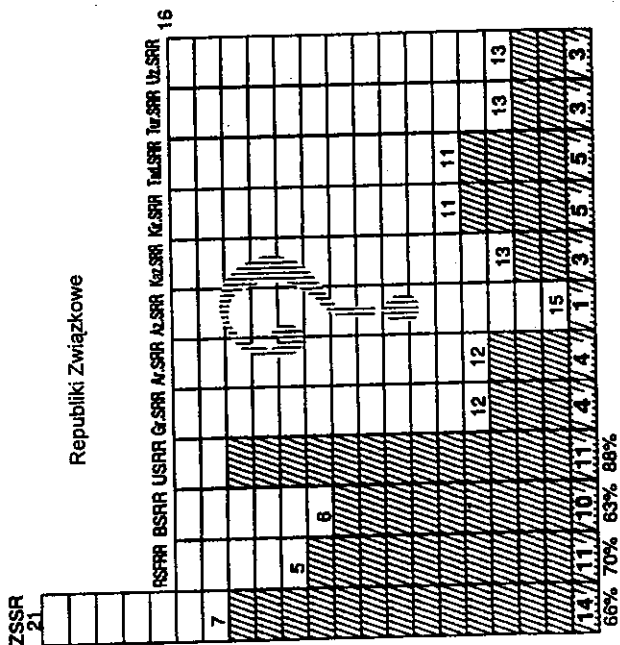 Republiki Związkowe
ZSSR
21
RSFRR BSRR USRR Gr.SRR Ar.SRR Az.SRR Kaz.SRR Kir.SRR Tad.SRR Tur.SRR Uz.SRR 16
7 5 6 12 12 15 13 11 11 13 13
14 11 10 11 4 4 1 3 5 5 3 3
66% 70% 63% 88%